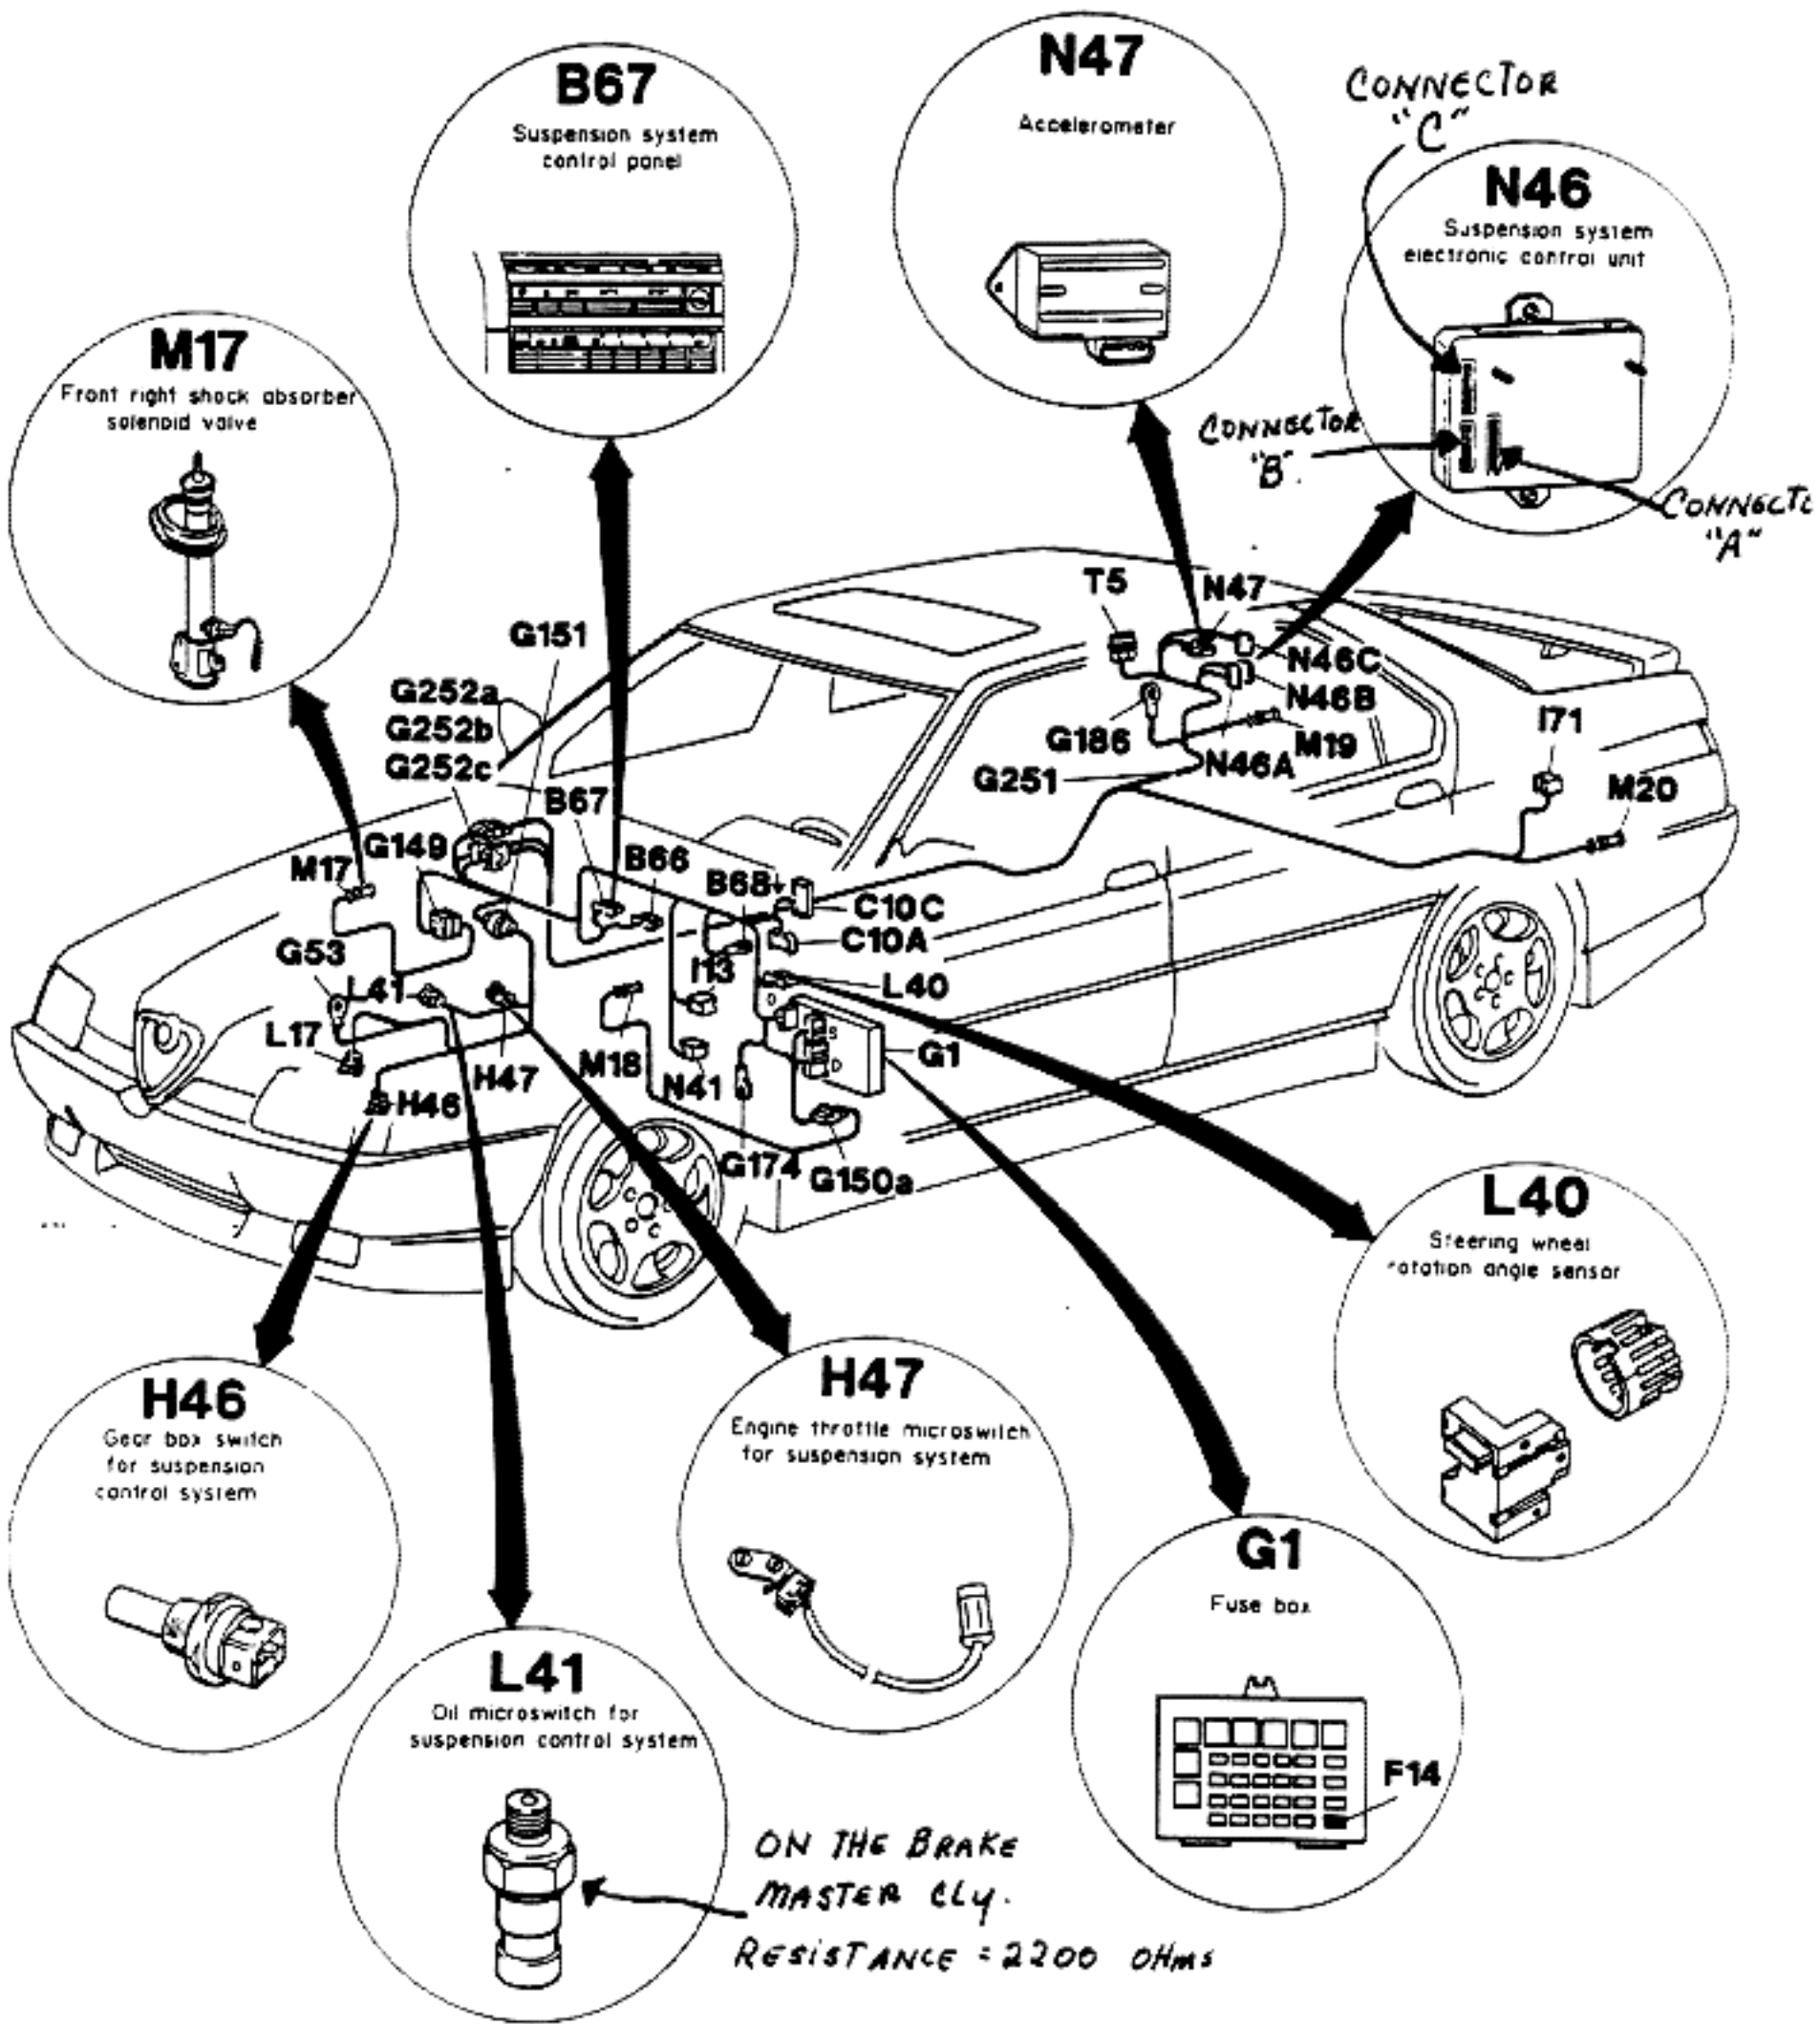 B67
Suspension system
control panel
N47
Accelerometer
CONNECTOR
"C"
N46
Suspension system
electronic control unit
M17
Front right shock absorber
solenoid valve
CONNECTOR
"B"
CONNECTO
"A"
T5
N47
G151
N46C
G252a
N46B
G252b
I71
G186
M19
G252c
N46A
G251
M20
B67
G149
B66
M17
B68
C10C
C10A
G53
I13
L41
L40
L17
G1
H47
M18
N41
H46
G174
G150a
L40
Steering wheel
rotation angle sensor
H46
Gear box switch
for suspension
control system
H47
Engine throttle microswitch
for suspension system
G1
Fuse box
F14
L41
Oil microswitch for
suspension control system
ON THE BRAKE
MASTER CLY.
RESISTANCE = 2200 OHMS